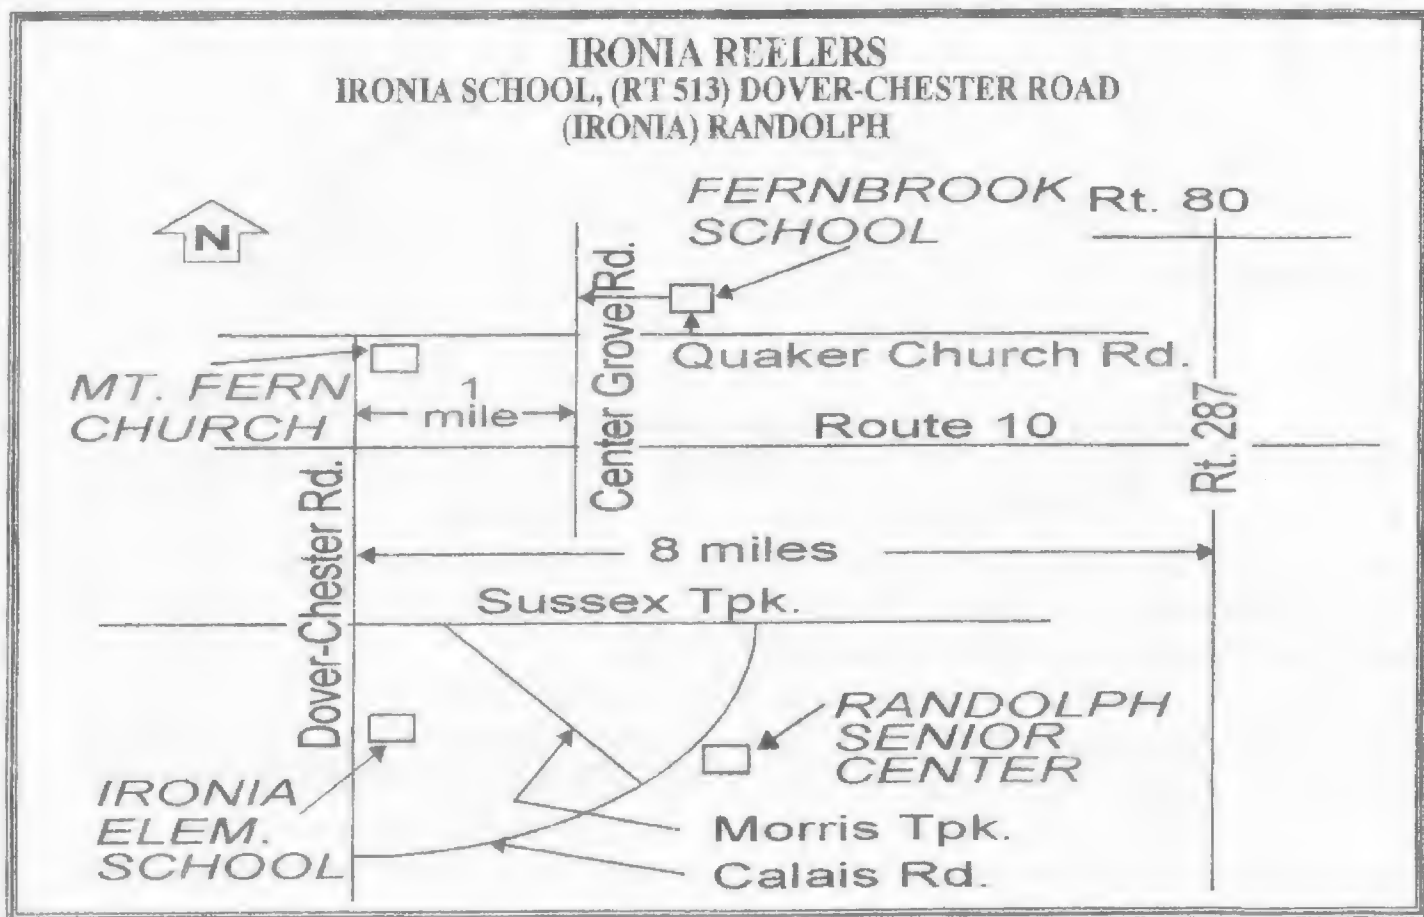 IRONIA REELERS
IRONIA SCHOOL, (RT 513) DOVER-CHESTER ROAD
(IRONIA) RANDOLPH
N
FERNBROOK
SCHOOL
Rt. 80
Center Grove Rd.
Quaker Church Rd.
MT. FERN
CHURCH
1
mile
Route 10
Rt. 287
Dover-Chester Rd.
8 miles
Sussex Tpk.
RANDOLPH
SENIOR
CENTER
IRONIA
ELEM.
SCHOOL
Morris Tpk.
Calais Rd.